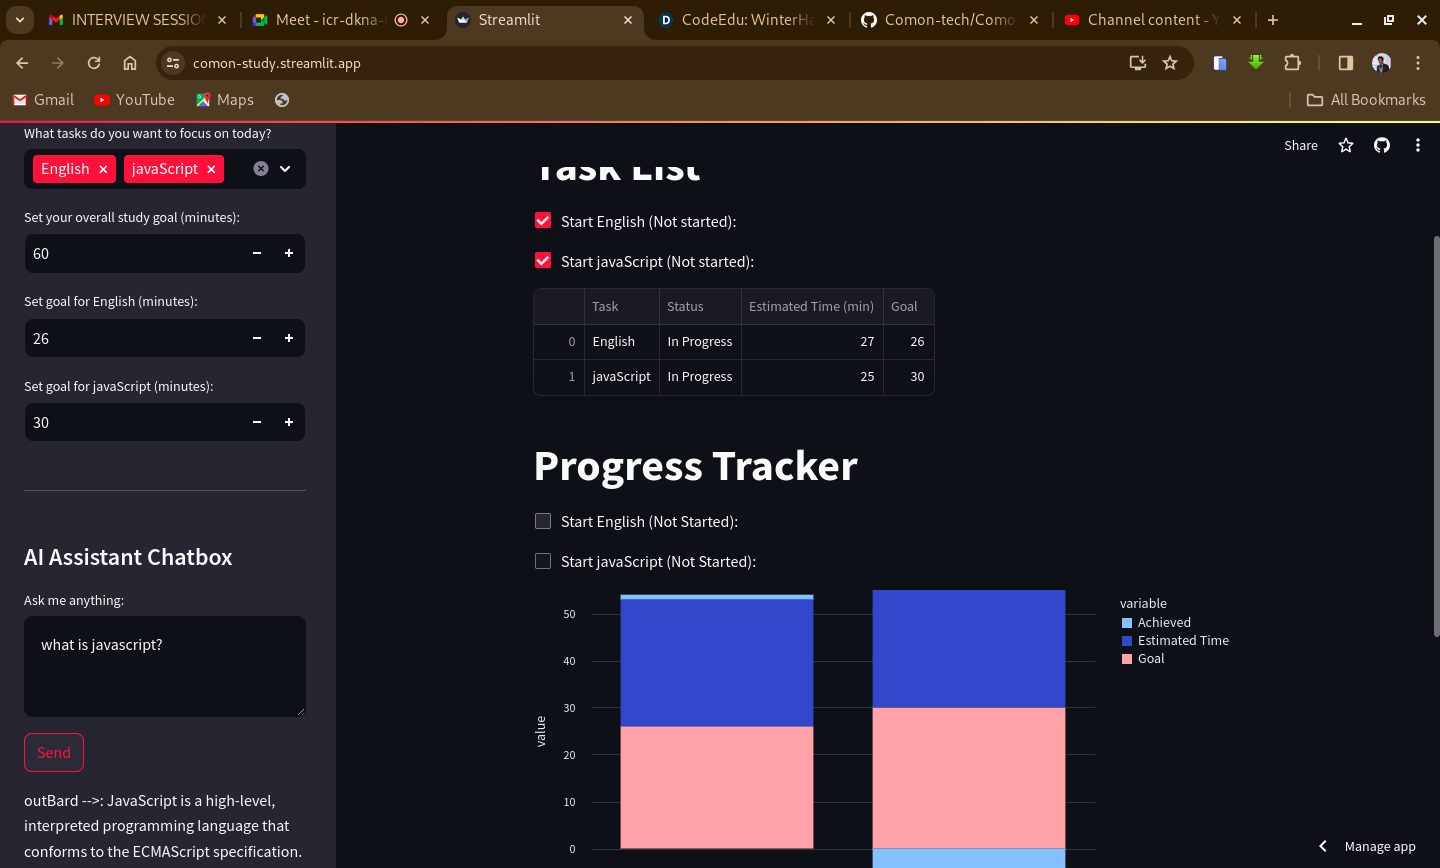 INTERVIEW SESSIO
Meet - icr-dkna-
Streamlit
CodeEdu: WinterHa
Comon-tech/Como
Channel content - Y
comon-study.streamlit.app
Gmail
YouTube
Maps
All Bookmarks
What tasks do you want to focus on today?
English
javaScript
Set your overall study goal (minutes):
60
Set goal for English (minutes):
26
Set goal for javaScript (minutes):
30
AI Assistant Chatbox
Ask me anything:
what is javascript?
Send
outBard -->: JavaScript is a high-level,
interpreted programming language that
conforms to the ECMAScript specification.
Share
Task List
Start English (Not started):
Start javaScript (Not started):
Task Status Estimated Time (min) Goal
0 English In Progress 27 26
1 javaScript In Progress 25 30
Progress Tracker
Start English (Not Started):
Start javaScript (Not Started):
50
40
30
20
10
0
value
variable
Achieved
Estimated Time
Goal
Manage app